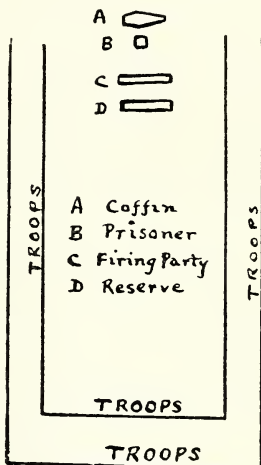 A
B
C
D
A Coffin
B Prisoner
C Firing Party
D Reserve
TROOPS
TROOPS
TROOPS
TROOPS